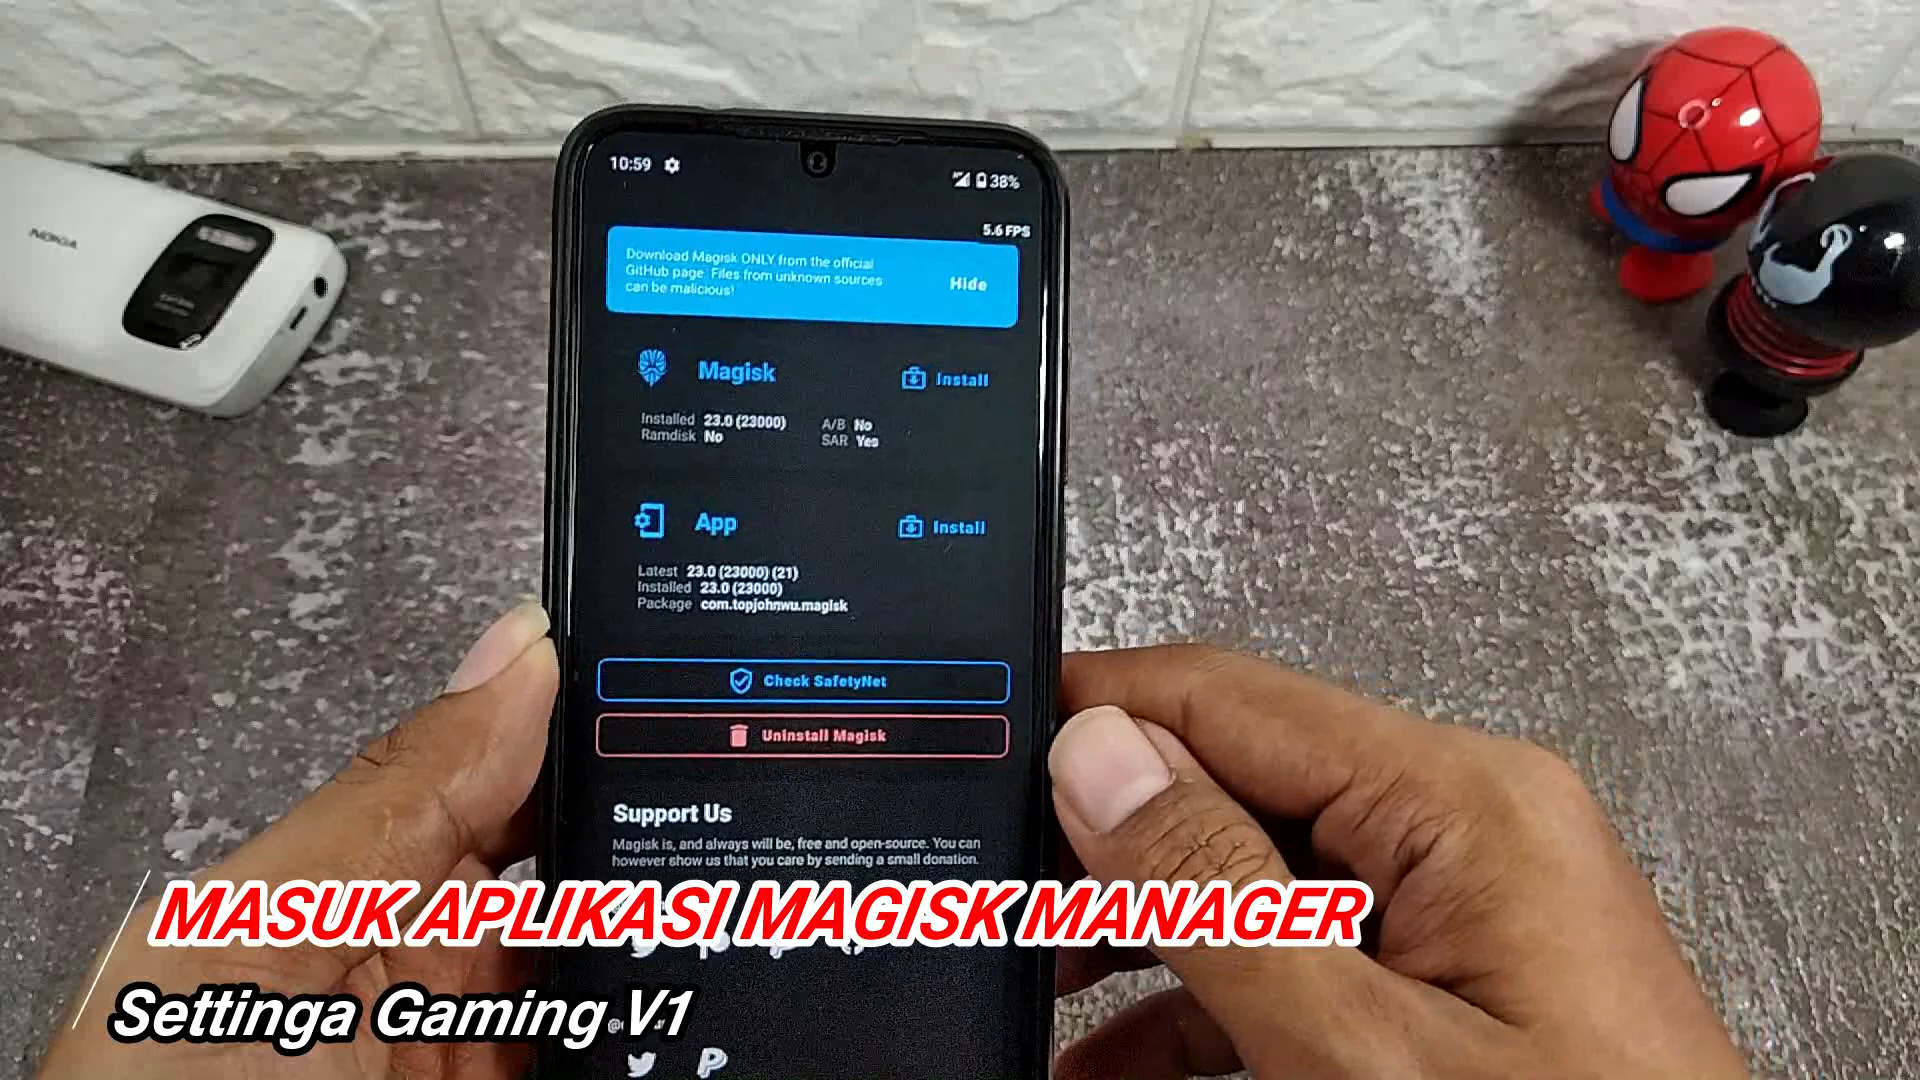 NOKIA
10:59
38%
5.6 FPS
Download Magisk ONLY from the official
GitHub page. Files from unknown sources
can be malicious!
Hide
Magisk
Install
Installed 23.0 (23000)
A/B No
Ramdisk No
SAR Yes
App
Install
Latest 23.0 (23000) (21)
Installed 23.0 (23000)
Package com.topjohnwu.magisk
Check SafetyNet
Uninstall Magisk
Support Us
Magisk is, and always will be, free and open-source. You can
however show us that you care by sending a small donation.
MASUK APLIKASI MAGISK MANAGER
Settinga Gaming V1